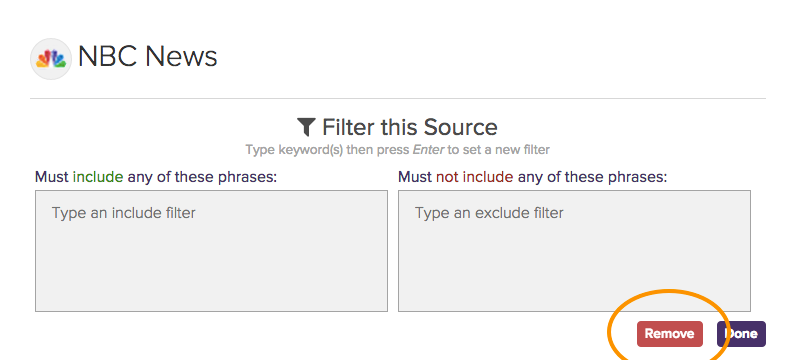 NBC News
Filter this Source
Type keyword(s) then press Enter to set a new filter
Must include any of these phrases:
Must not include any of these phrases:
Type an include filter
Type an exclude filter
Remove
Done